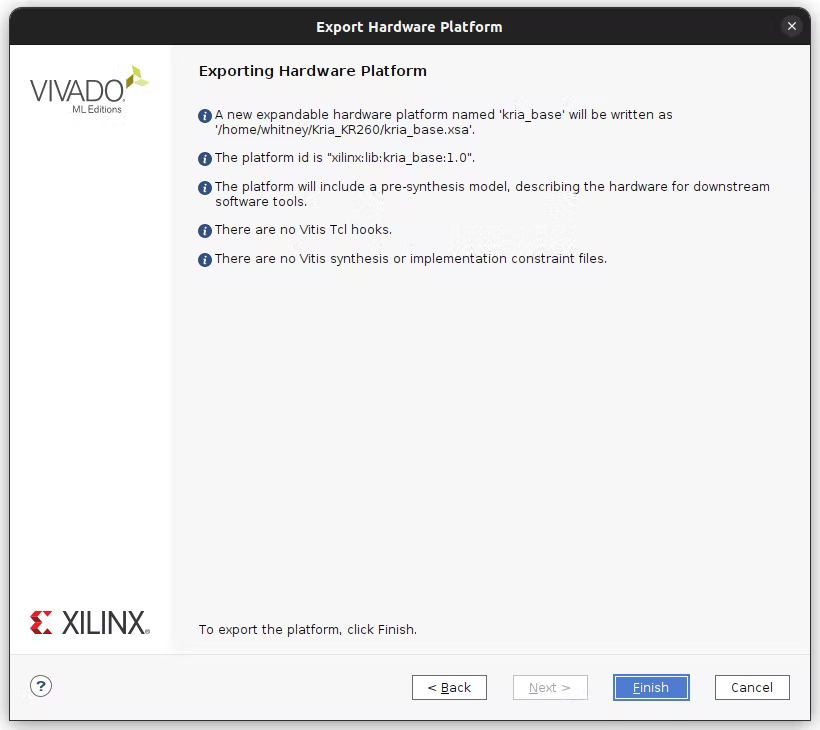 Export Hardware Platform
VIVADO
ML Editions
Exporting Hardware Platform
A new expandable hardware platform named 'kria_base' will be written as
'/home/whitney/Kria_KR260/kria_base.xsa'.
The platform id is "xilinx:lib:kria_base:1.0".
The platform will include a pre-synthesis model, describing the hardware for downstream
software tools.
There are no Vitis Tcl hooks.
There are no Vitis synthesis or implementation constraint files.
XILINX®
To export the platform, click Finish.
?
< Back
Next >
Finish
Cancel